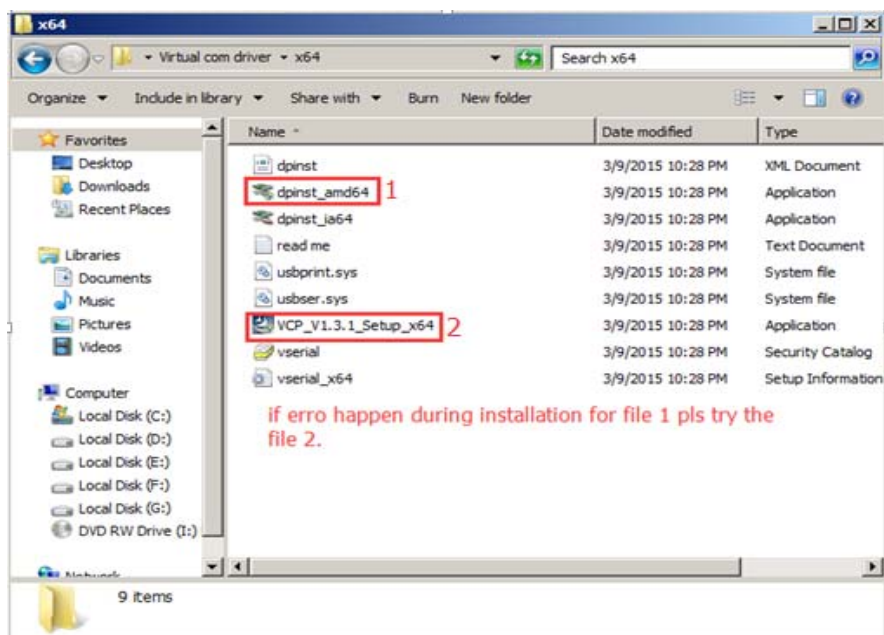 x64
Virtual com driver x64
Search x64
Organize Include in library Share with Burn New folder
Favorites
Desktop
Downloads
Recent Places
Libraries
Documents
Music
Pictures
Videos
Computer
Local Disk (C:)
Local Disk (D:)
Local Disk (E:)
Local Disk (F:)
Local Disk (G:)
DVD RW Drive (I:)
Network
Name Date modified Type
dpinst 3/9/2015 10:28 PM XML Document
dpinst_amd64 1 3/9/2015 10:28 PM Application
dpinst_ia64 3/9/2015 10:28 PM Application
read me 3/9/2015 10:28 PM Text Document
usbprint.sys 3/9/2015 10:28 PM System file
usbser.sys 3/9/2015 10:28 PM System file
VCP_V1.3.1_Setup_x64 2 3/9/2015 10:28 PM Application
vserial 3/9/2015 10:28 PM Security Catalog
vserial_x64 3/9/2015 10:28 PM Setup Information
if erro happen during installation for file 1 pls try the
file 2.
9 items